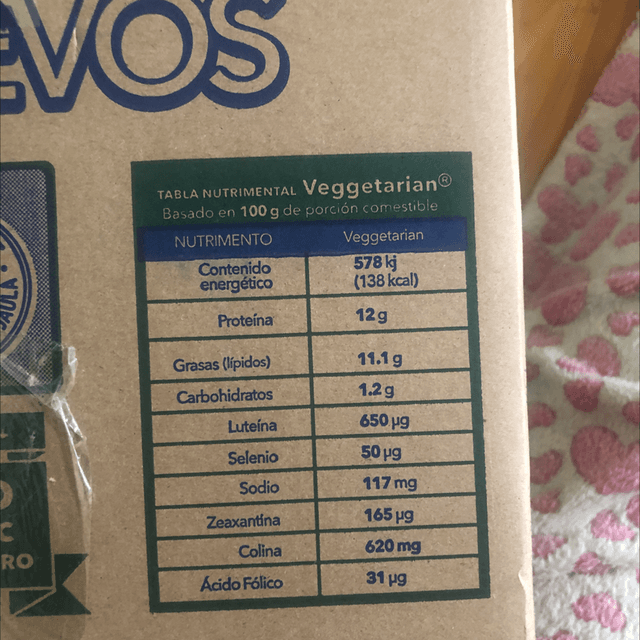 EVOS
TABLA NUTRIMENTAL Veggetarian®
Basado en 100 g de porción comestible
NUTRIMENTO Veggetarian
Contenido energético 578 kj (138 kcal)
Proteína 12 g
Grasas (lípidos) 11.1 g
Carbohidratos 1.2 g
Luteína 650 µg
Selenio 50 µg
Sodio 117 mg
Zeaxantina 165 µg
Colina 620 mg
Ácido Fólico 31 µg
AULA
C
RO